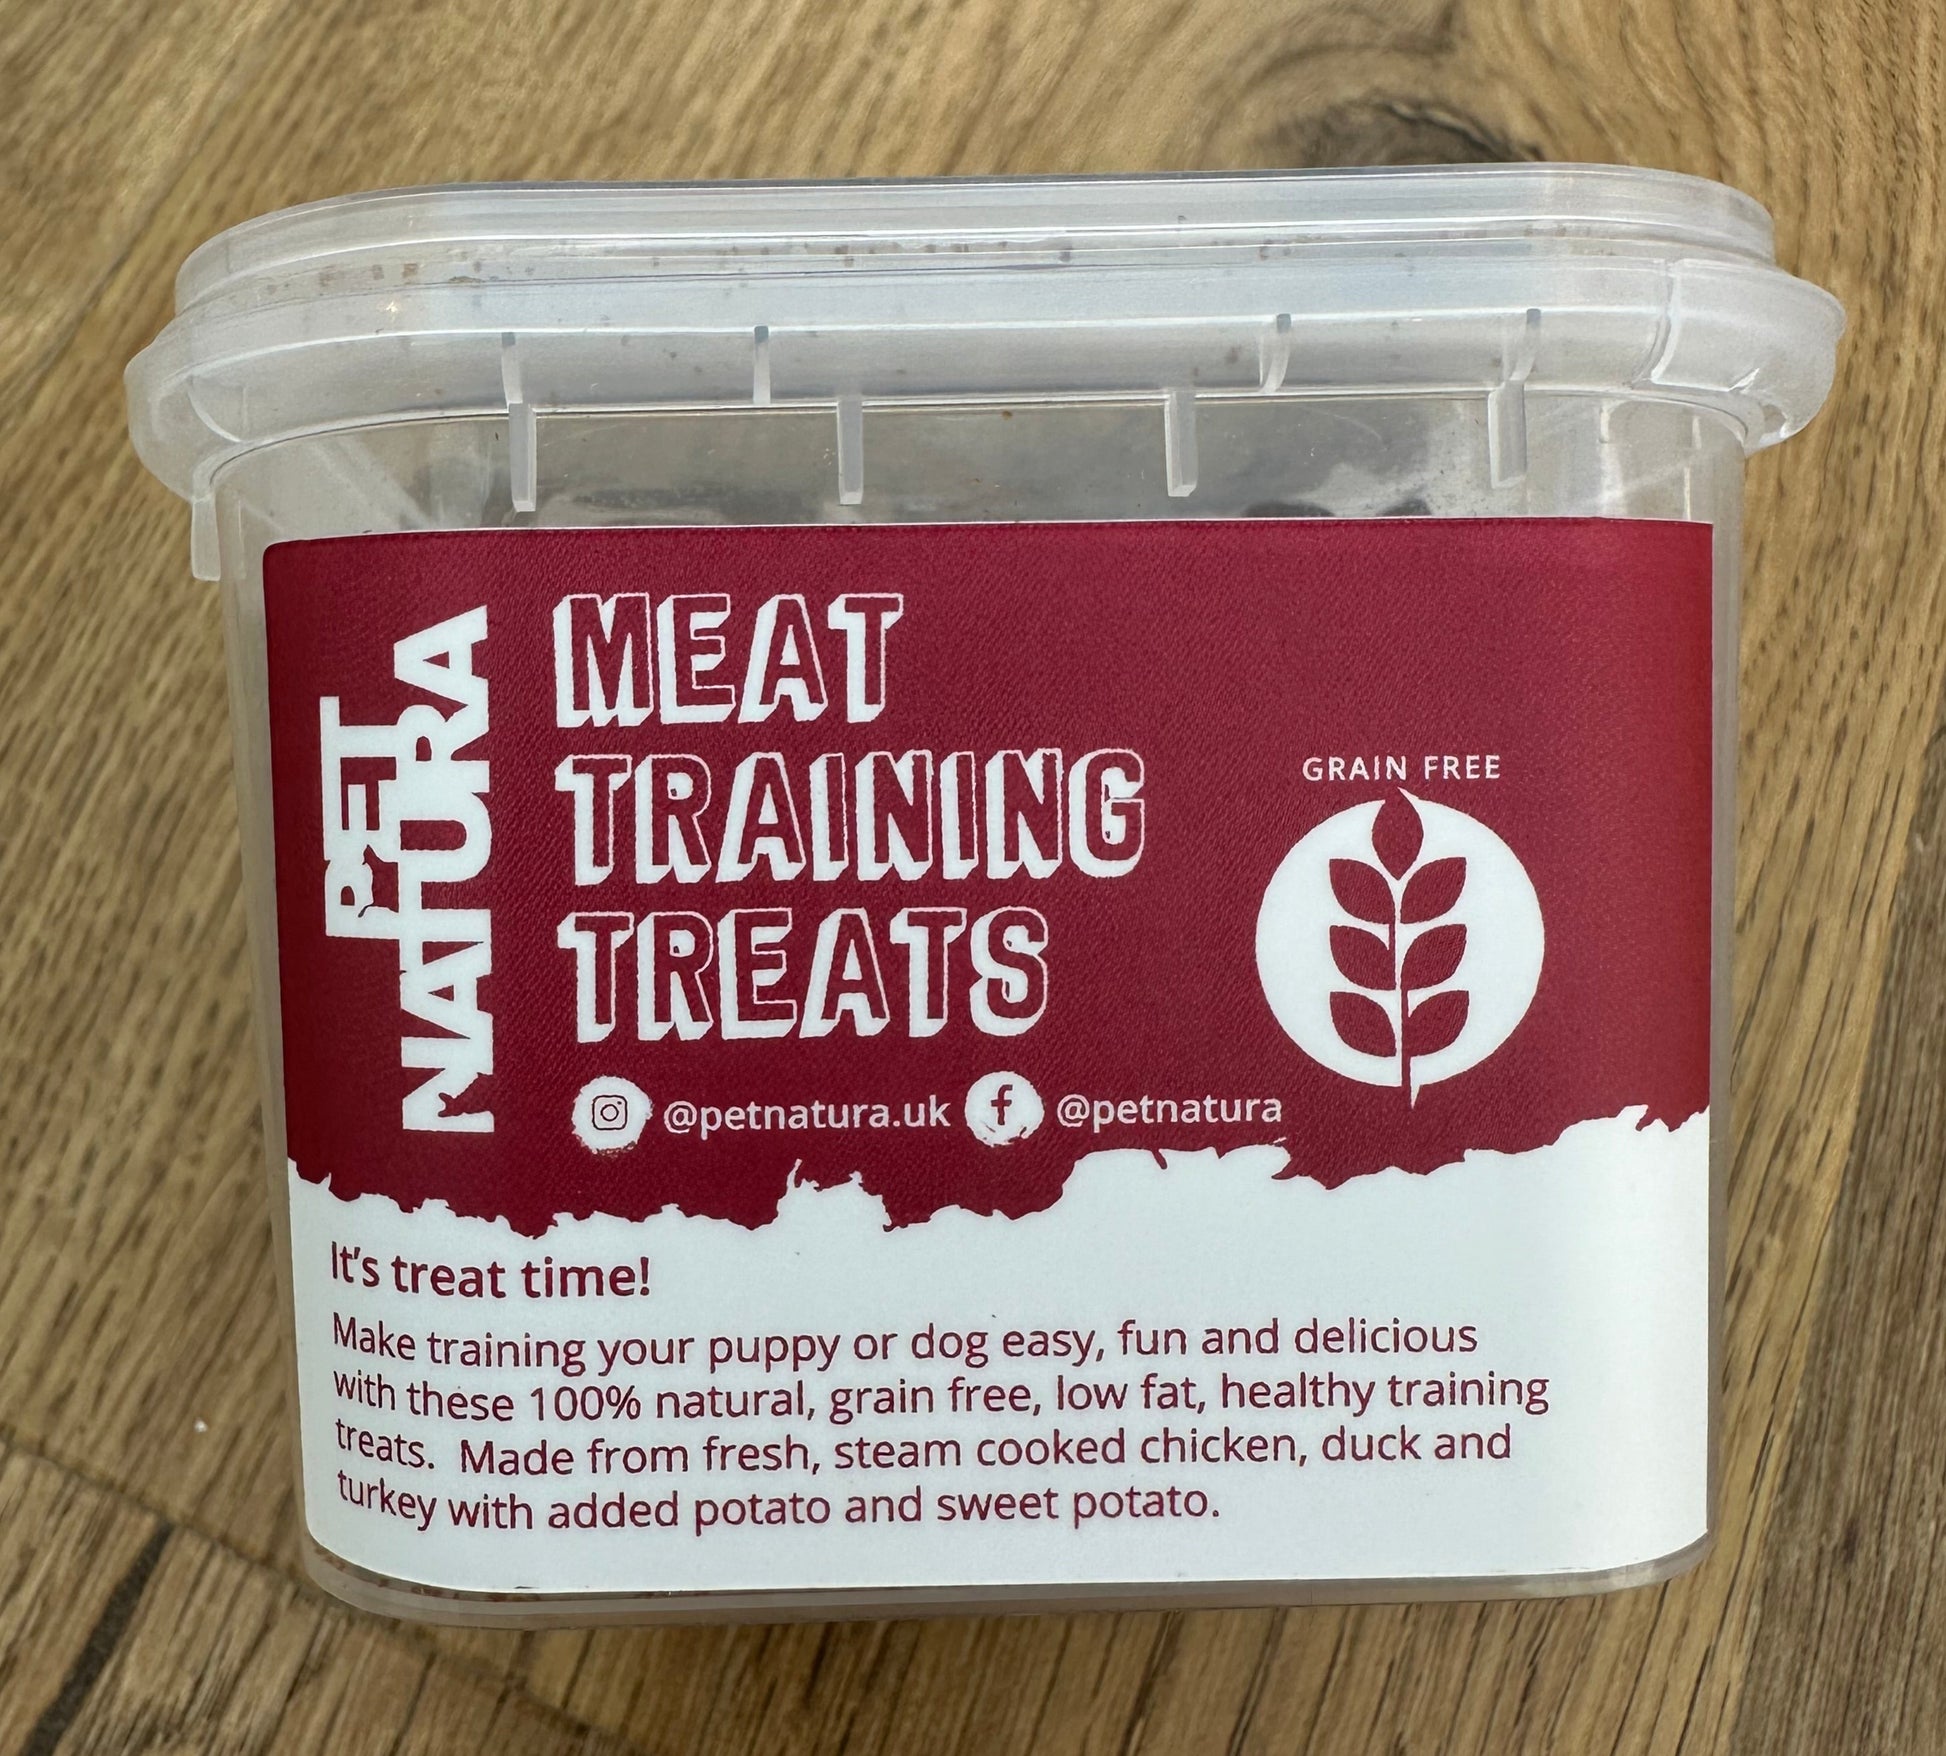 PET
NATURA
MEAT
TRAINING
TREATS
GRAIN FREE
@petnatura.uk @petnatura
It's treat time!
Make training your puppy or dog easy, fun and delicious
with these 100% natural, grain free, low fat, healthy training
treats. Made from fresh, steam cooked chicken, duck and
turkey with added potato and sweet potato.